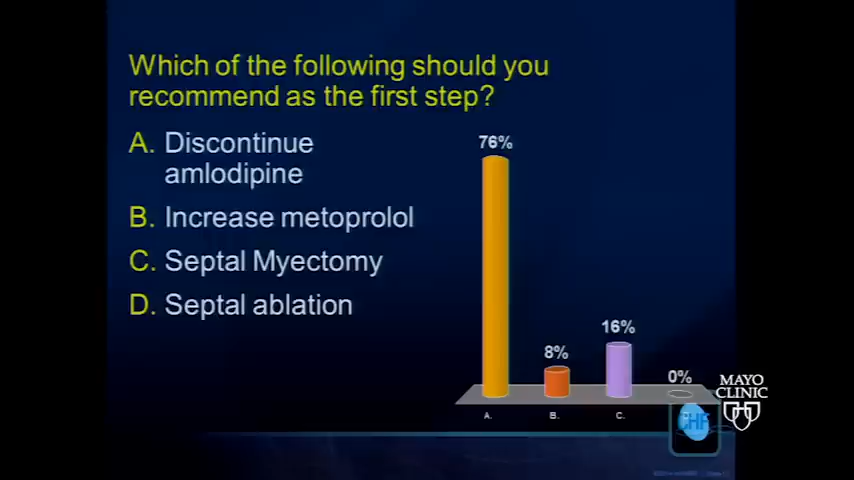 Which of the following should you
recommend as the first step?
A. Discontinue
amlodipine
B. Increase metoprolol
C. Septal Myectomy
D. Septal ablation
76%
8%
16%
0%
A.
B.
C.
MAYO
CLINIC
CHF